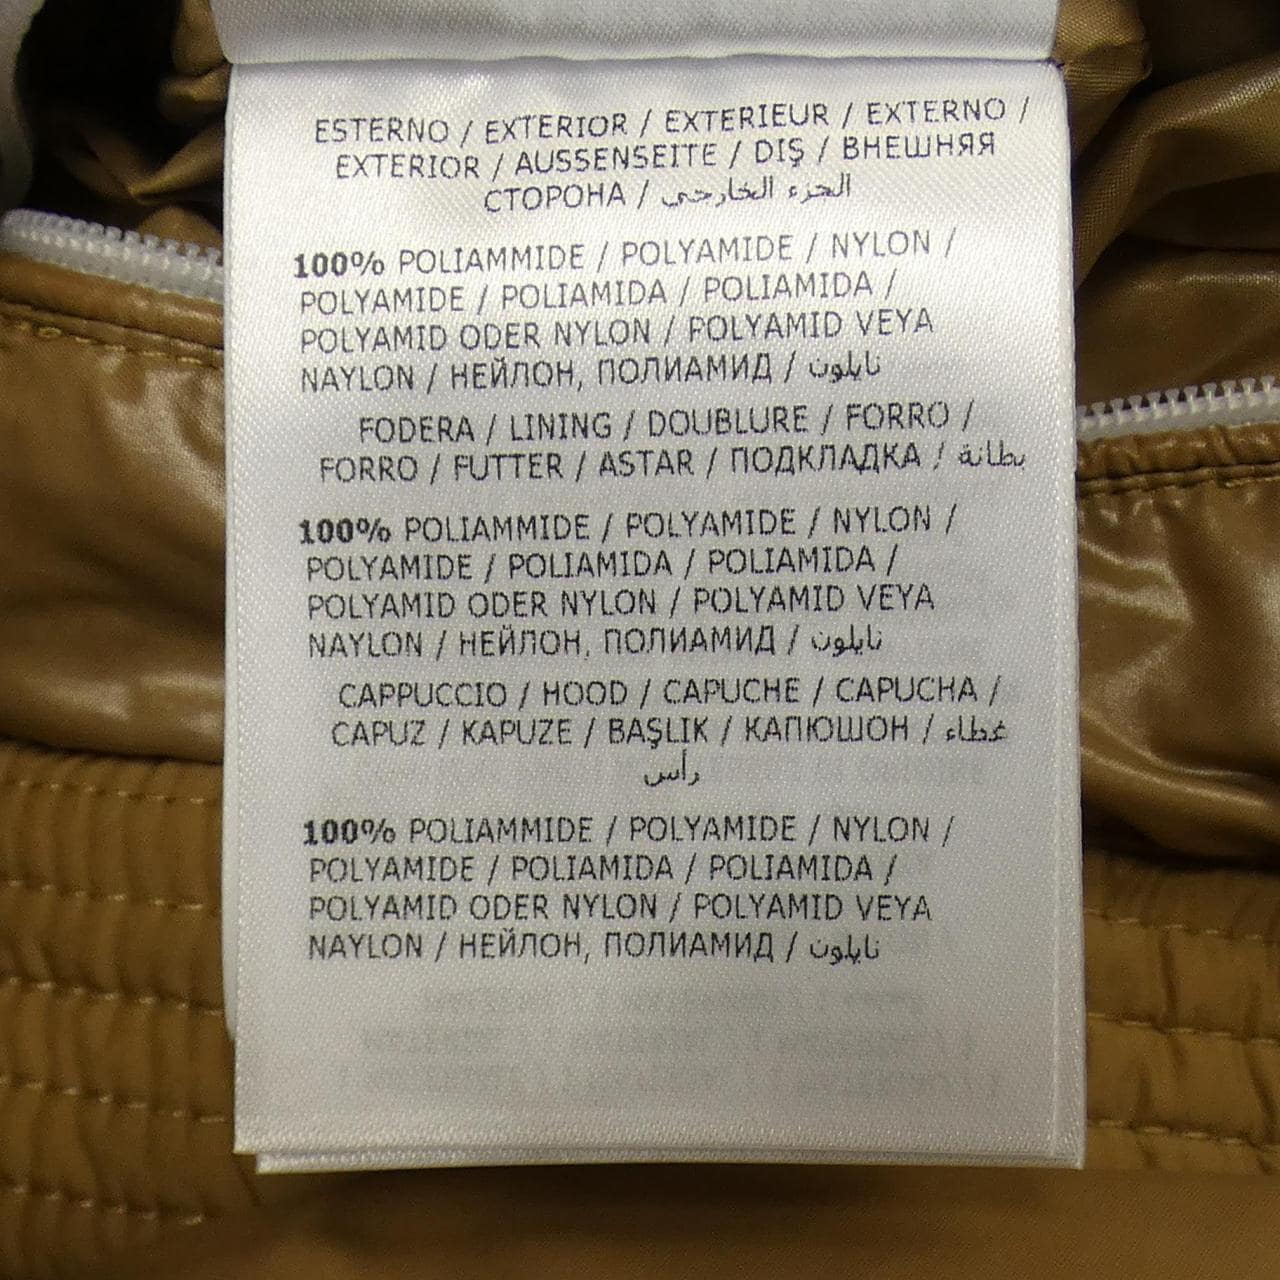 ESTERNO / EXTERIOR / EXTERIEUR / EXTERNO /
EXTERIOR / AUSSENSEITE / DIŞ / ВНЕШНЯЯ
СТОРОНА / الجزء الخارجي
100% POLIAMMIDE / POLYAMIDE / NYLON /
POLYAMIDE / POLIAMIDA / POLIAMIDA /
POLYAMID ODER NYLON / POLYAMID VEYA
NAYLON / НЕЙЛОН, ПОЛИАМИД / نايلون
FODERA / LINING / DOUBLURE / FORRO /
FORRO / FUTTER / ASTAR / ПОДКЛАДКА / بطانة
100% POLIAMMIDE / POLYAMIDE / NYLON /
POLYAMIDE / POLIAMIDA / POLIAMIDA /
POLYAMID ODER NYLON / POLYAMID VEYA
NAYLON / НЕЙЛОН, ПОЛИАМИД / نايلون
CAPPUCCIO / HOOD / CAPUCHE / CAPUCHA /
CAPUZ / KAPUZE / BAŞLIK / КАПЮШОН / غطاء
رأس
100% POLIAMMIDE / POLYAMIDE / NYLON /
POLYAMIDE / POLIAMIDA / POLIAMIDA /
POLYAMID ODER NYLON / POLYAMID VEYA
NAYLON / НЕЙЛОН, ПОЛИАМИД / نايلون